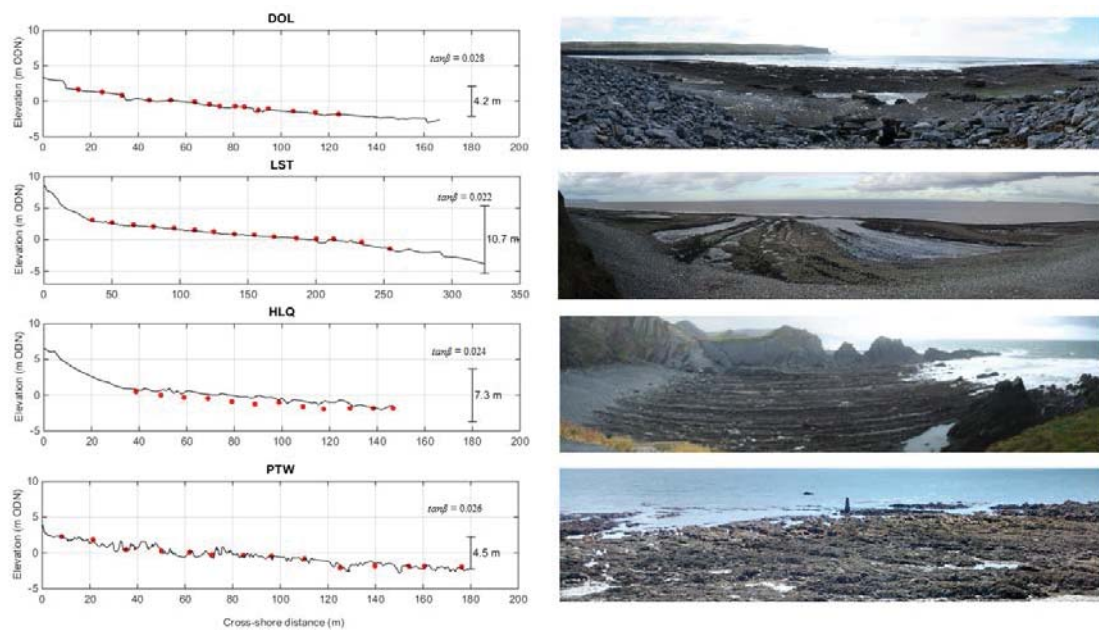 DOL
10
5
0
-5
Elevation (m ODN)
tanβ = 0.028
4.2 m
0 20 40 60 80 100 120 140 160 180 200
LST
10
5
0
-5
Elevation (m ODN)
tanβ = 0.022
10.7 m
0 50 100 150 200 250 300 350
HLQ
10
5
0
-5
Elevation (m ODN)
tanβ = 0.024
7.3 m
0 20 40 60 80 100 120 140 160 180 200
PTW
10
5
0
-5
Elevation (m ODN)
tanβ = 0.026
4.5 m
0 20 40 60 80 100 120 140 160 180 200
Cross-shore distance (m)